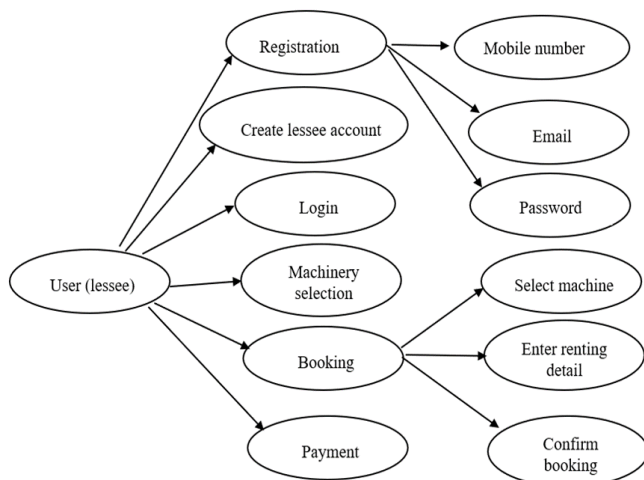 Registration
Mobile number
Create lessee account
Email
Login
Password
User (lessee)
Machinery
selection
Select machine
Booking
Enter renting
detail
Payment
Confirm
booking